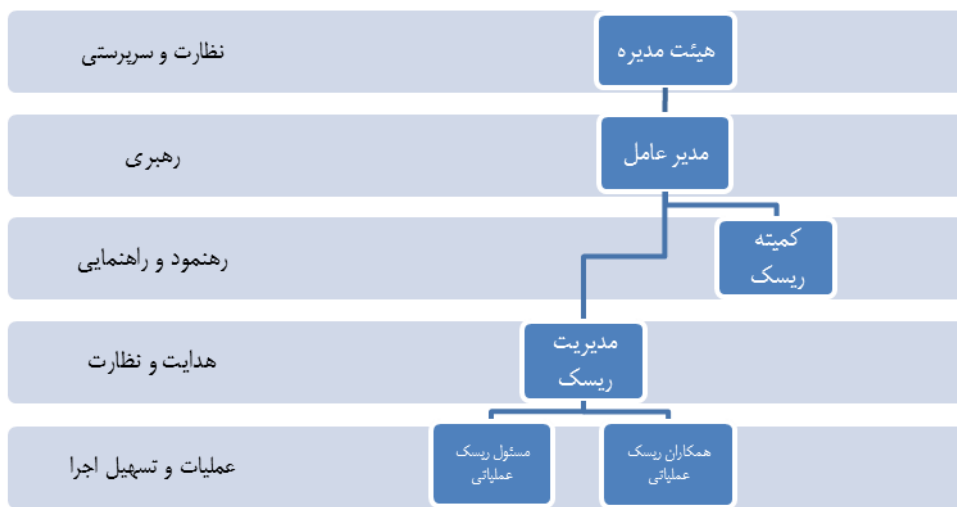 هیئت مدیره
نظارت و سرپرستی
مدیر عامل
رهبری
کمیته
ریسک
رهنمود و راهنمایی
مدیریت
ریسک
هدایت و نظارت
همکاران ریسک
عملیاتی
مسئول ریسک
عملیاتی
عملیات و تسهیل اجرا